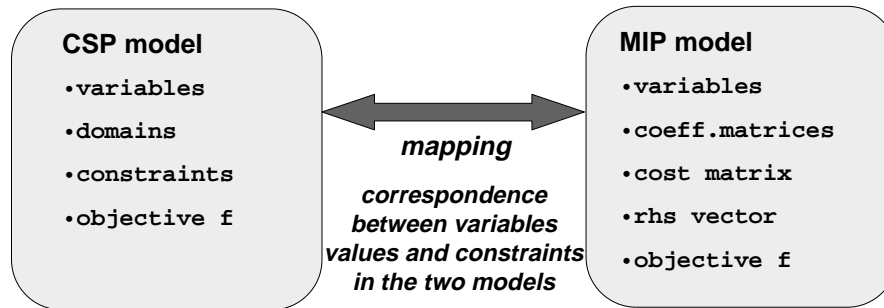 CSP model
•variables
•domains
•constraints
•objective f
mapping
correspondence
between variables
values and constraints
in the two models
MIP model
•variables
•coeff.matrices
•cost matrix
•rhs vector
•objective f